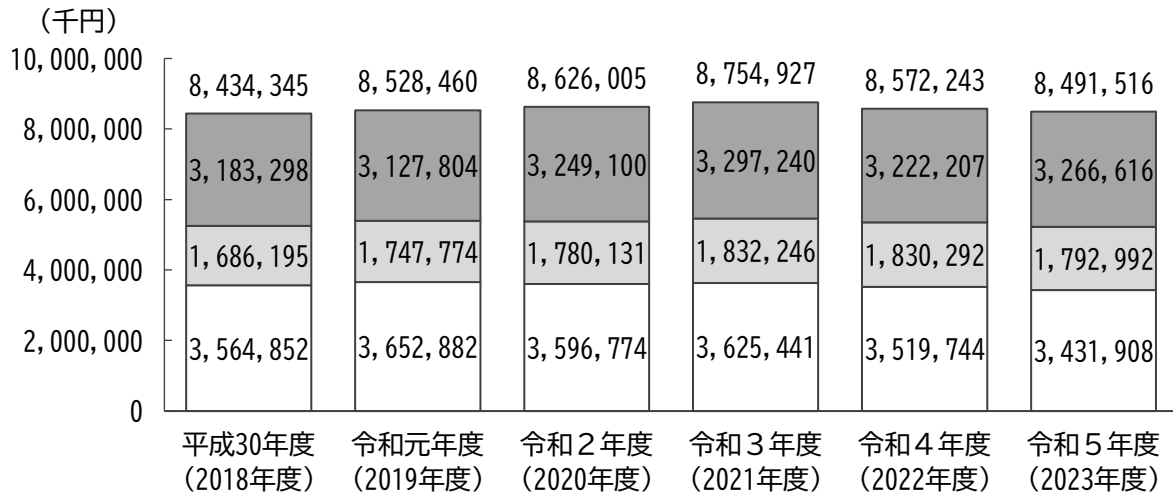 (千円)
10,000,000
8,434,345 8,528,460 8,626,005 8,754,927 8,572,243 8,491,516
8,000,000
3,183,298 3,127,804 3,249,100 3,297,240 3,222,207 3,266,616
6,000,000
1,686,195 1,747,774 1,780,131 1,832,246 1,830,292 1,792,992
4,000,000
2,000,000
3,564,852 3,652,882 3,596,774 3,625,441 3,519,744 3,431,908
0
平成30年度 令和元年度 令和2年度 令和3年度 令和4年度 令和5年度
(2018年度) (2019年度) (2020年度) (2021年度) (2022年度) (2023年度)